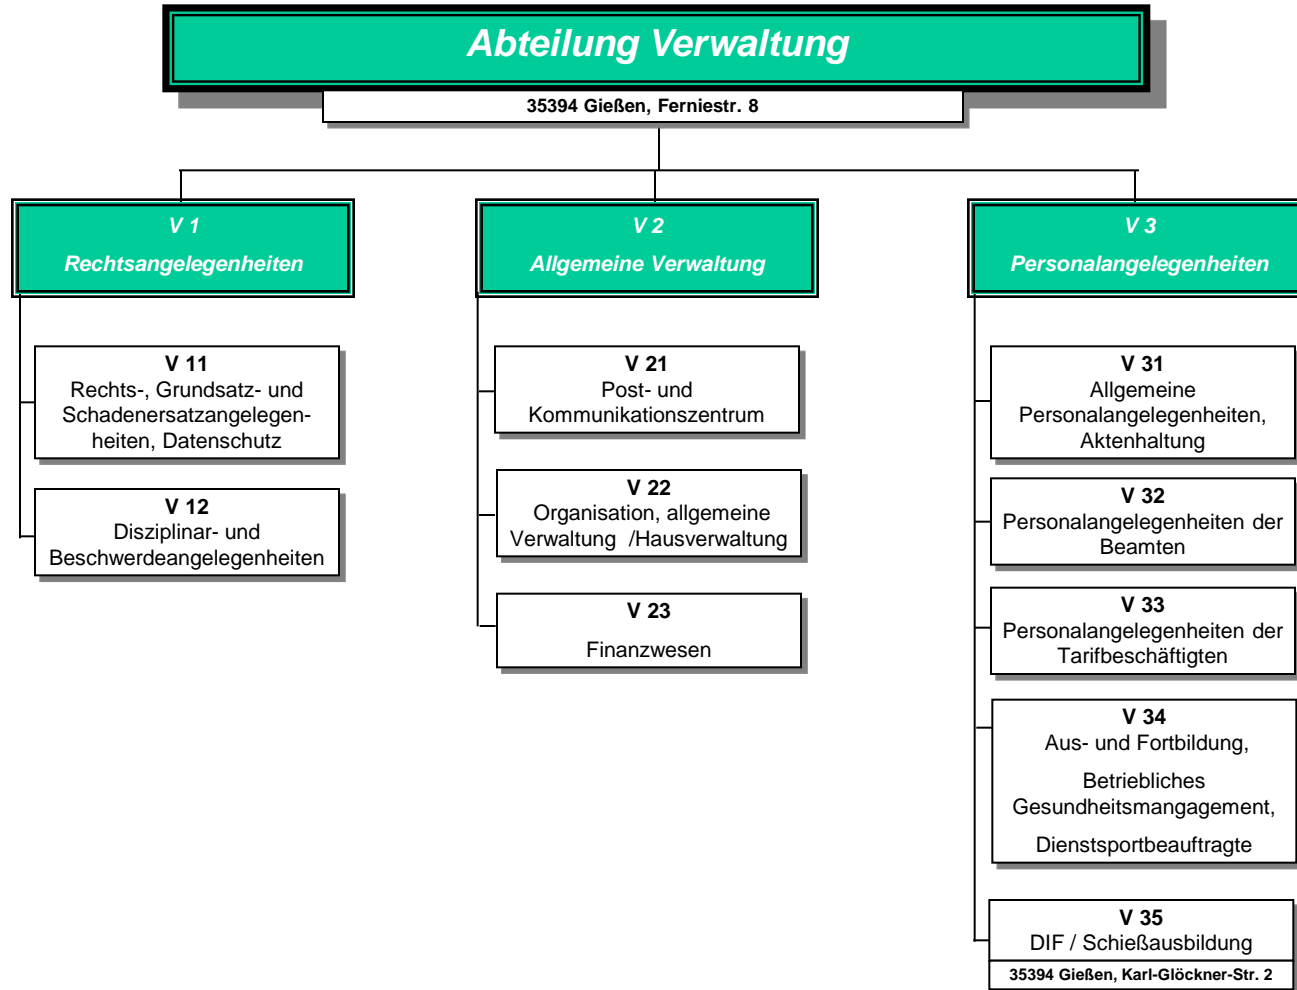 Abteilung Verwaltung
35394 Gießen, Ferniestr. 8
V 1
Rechtsangelegenheiten
V 11
Rechts-, Grundsatz- und
Schadenersatzangelegen-
heiten, Datenschutz
V 12
Disziplinar- und
Beschwerdeangelegenheiten
V 2
Allgemeine Verwaltung
V 21
Post- und
Kommunikationszentrum
V 22
Organisation, allgemeine
Verwaltung /Hausverwaltung
V 23
Finanzwesen
V 3
Personalangelegenheiten
V 31
Allgemeine
Personalangelegenheiten,
Aktenhaltung
V 32
Personalangelegenheiten der
Beamten
V 33
Personalangelegenheiten der
Tarifbeschäftigten
V 34
Aus- und Fortbildung,
Betriebliches
Gesundheitsmangagement,
Dienstsportbeauftragte
V 35
DIF / Schießausbildung
35394 Gießen, Karl-Glöckner-Str. 2